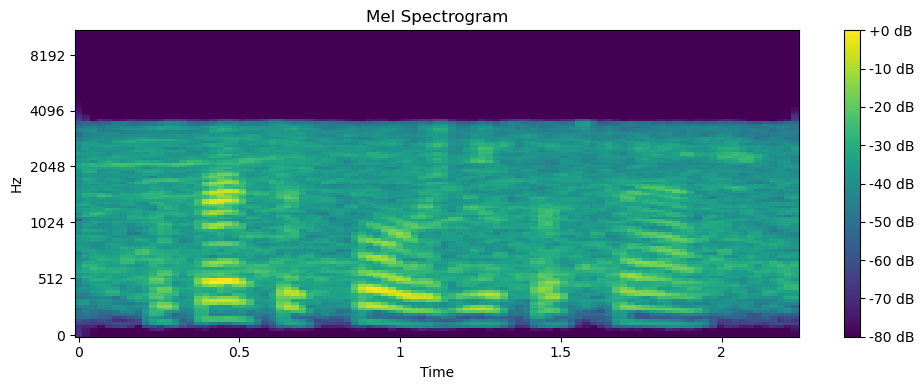 Mel Spectrogram
8192
4096
2048
1024
512
0
Hz
0
0.5
1
1.5
2
Time
+0 dB
-10 dB
-20 dB
-30 dB
-40 dB
-50 dB
-60 dB
-70 dB
-80 dB